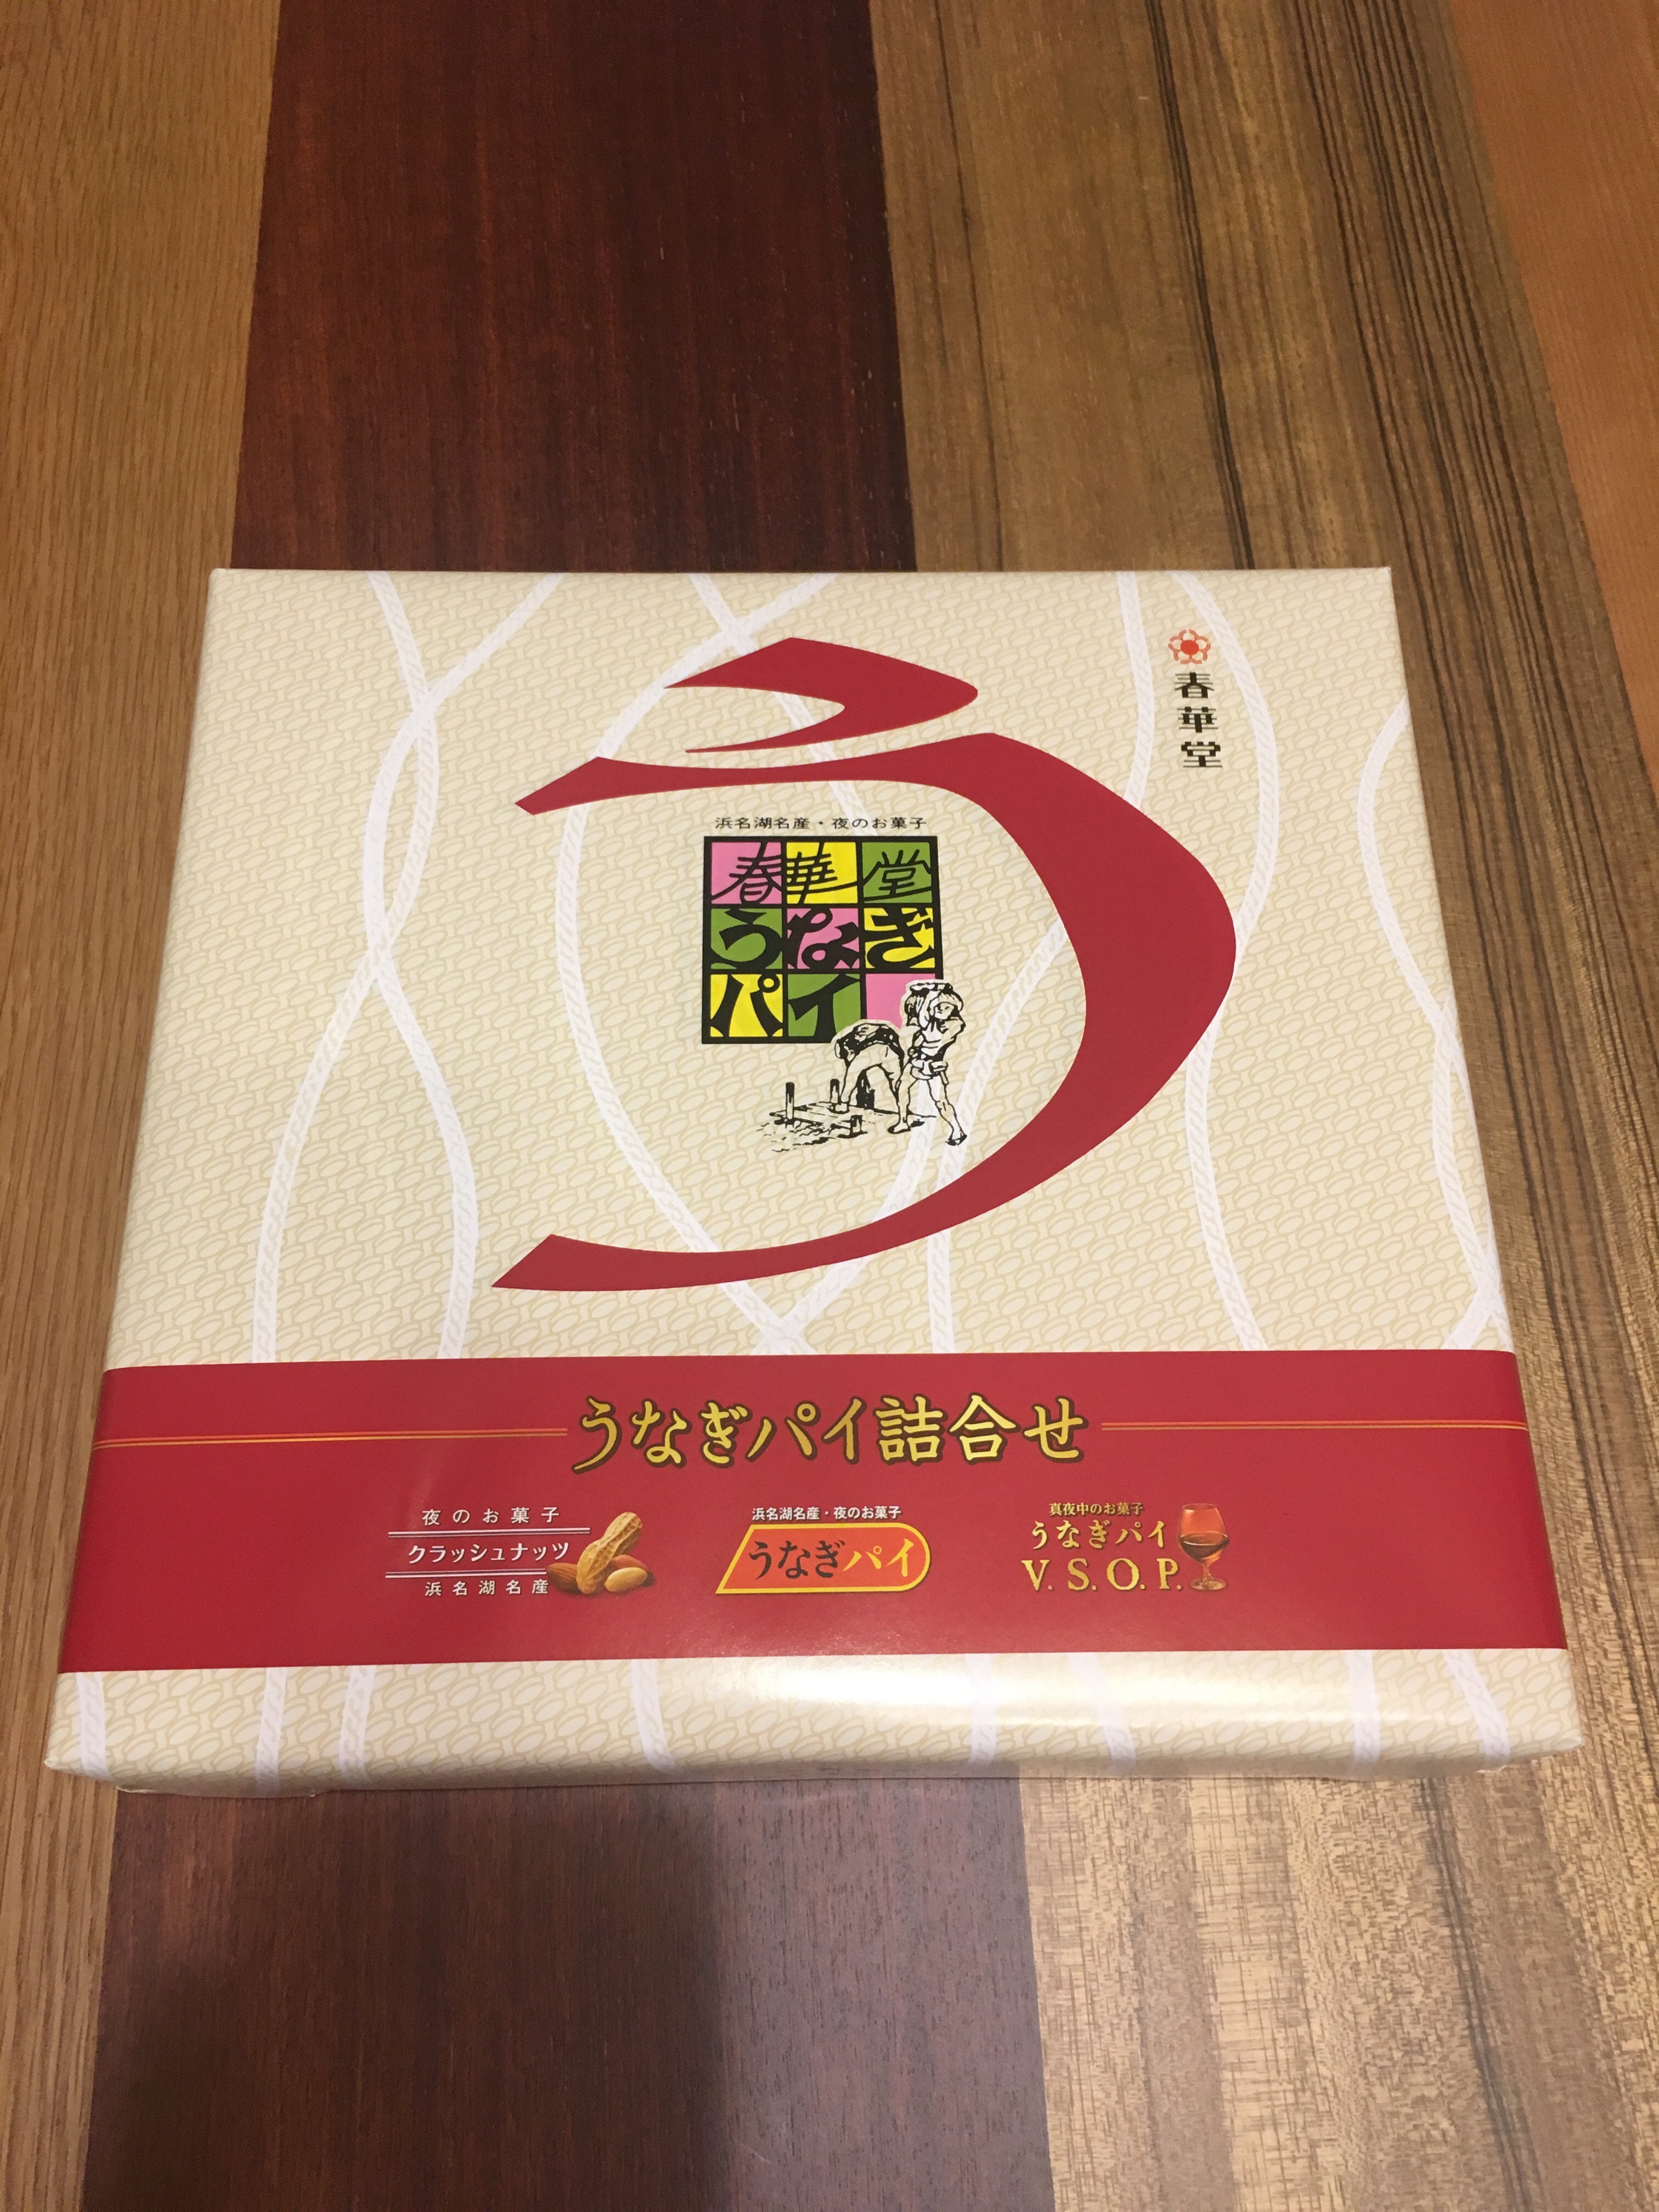 春華堂
う
浜名湖名産・夜のお菓子
春華堂
うなぎ
パイ
うなぎパイ詰合せ
夜のお菓子
クラッシュナッツ
浜名湖名産
浜名湖名産・夜のお菓子
うなぎパイ
真夜中のお菓子
うなぎパイ
V.S.O.P.